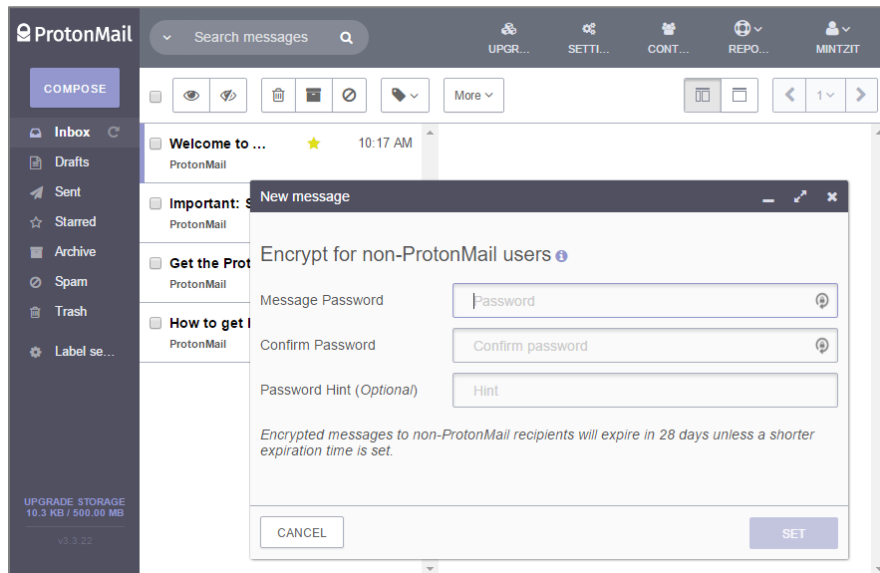 ProtonMail
Search messages
UPGR...
SETTI...
CONT...
REPO...
MINTZIT
COMPOSE
More
1
Inbox
Drafts
Sent
Starred
Archive
Spam
Trash
Label se...
UPGRADE STORAGE
10.3 KB / 500.00 MB
v3.3.22
Welcome to ... 10:17 AM
ProtonMail
Important: S
ProtonMail
Get the Prot
ProtonMail
How to get
ProtonMail
New message
Encrypt for non-ProtonMail users
Message Password
Password
Confirm Password
Confirm password
Password Hint (Optional)
Hint
Encrypted messages to non-ProtonMail recipients will expire in 28 days unless a shorter
expiration time is set.
CANCEL
SET